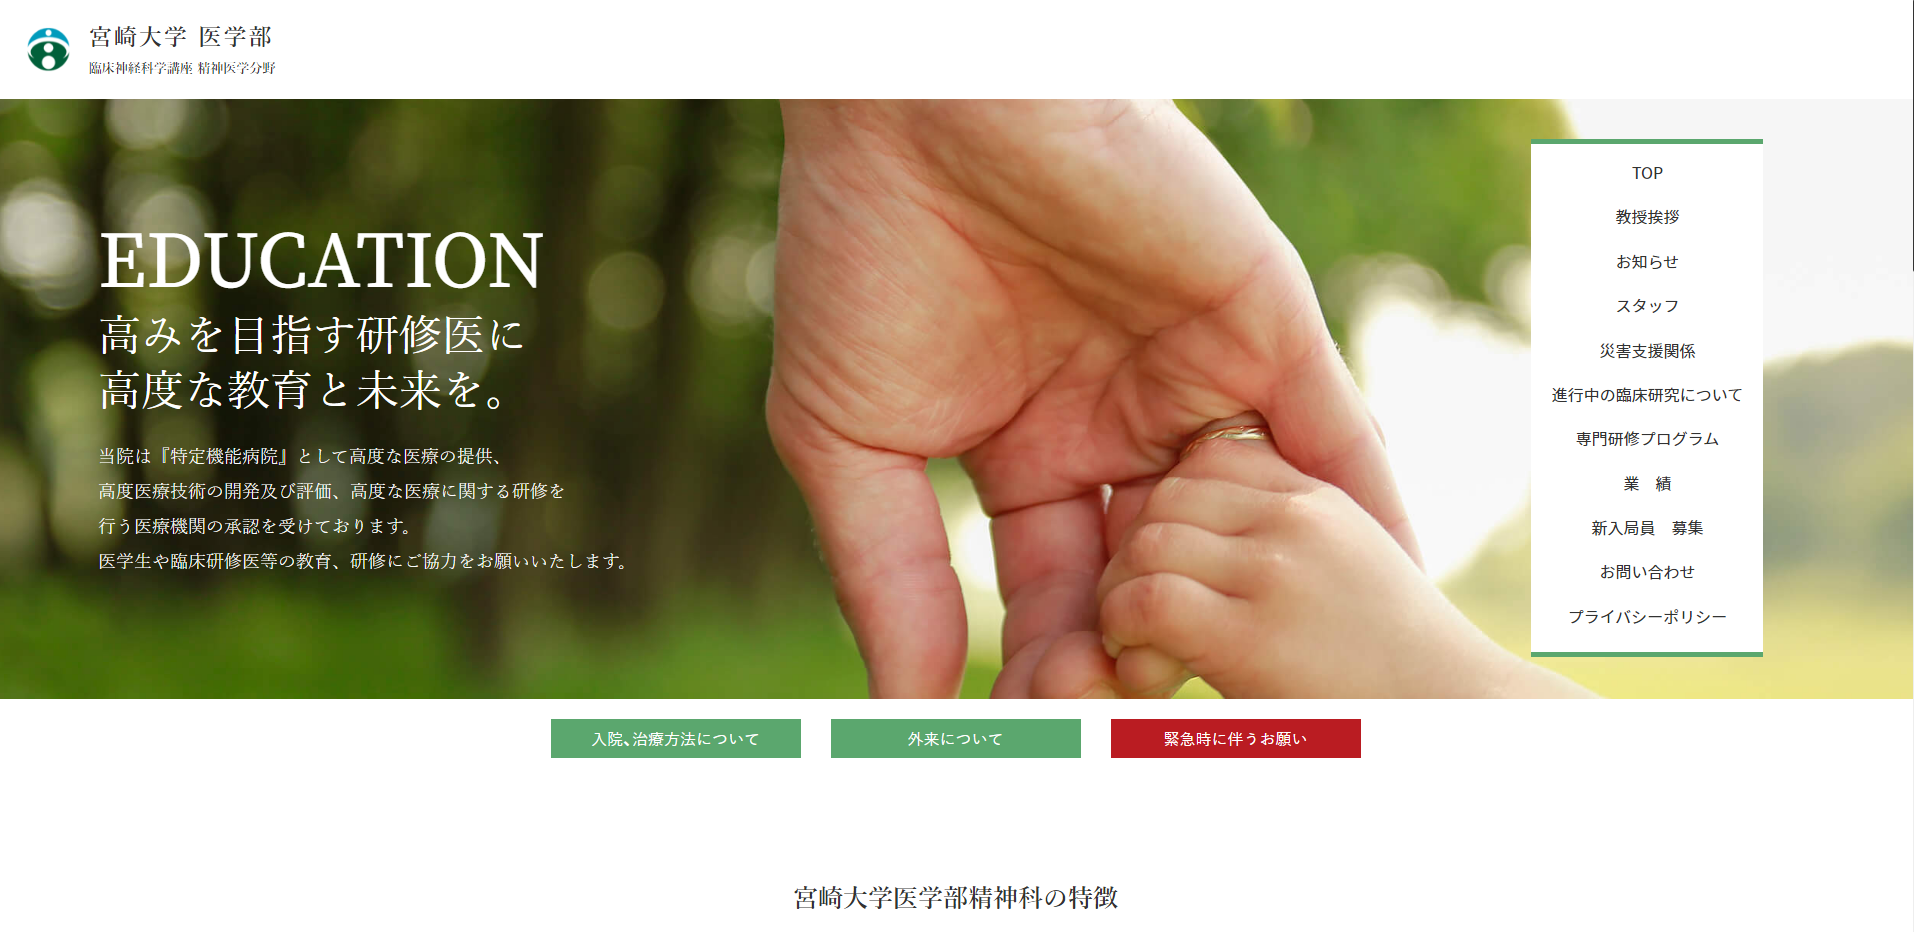 宮崎大学 医学部
臨床神経科学講座 精神医学分野
EDUCATION
高みを目指す研修医に
高度な教育と未来を。
当院は『特定機能病院』として高度な医療の提供、
高度医療技術の開発及び評価、高度な医療に関する研修を
行う医療機関の承認を受けております。
医学生や臨床研修医等の教育、研修にご協力をお願いいたします。
TOP
教授挨拶
お知らせ
スタッフ
災害支援関係
進行中の臨床研究について
専門研修プログラム
業　績
新入局員　募集
お問い合わせ
プライバシーポリシー
入院、治療方法について
外来について
緊急時に伴うお願い
宮崎大学医学部精神科の特徴